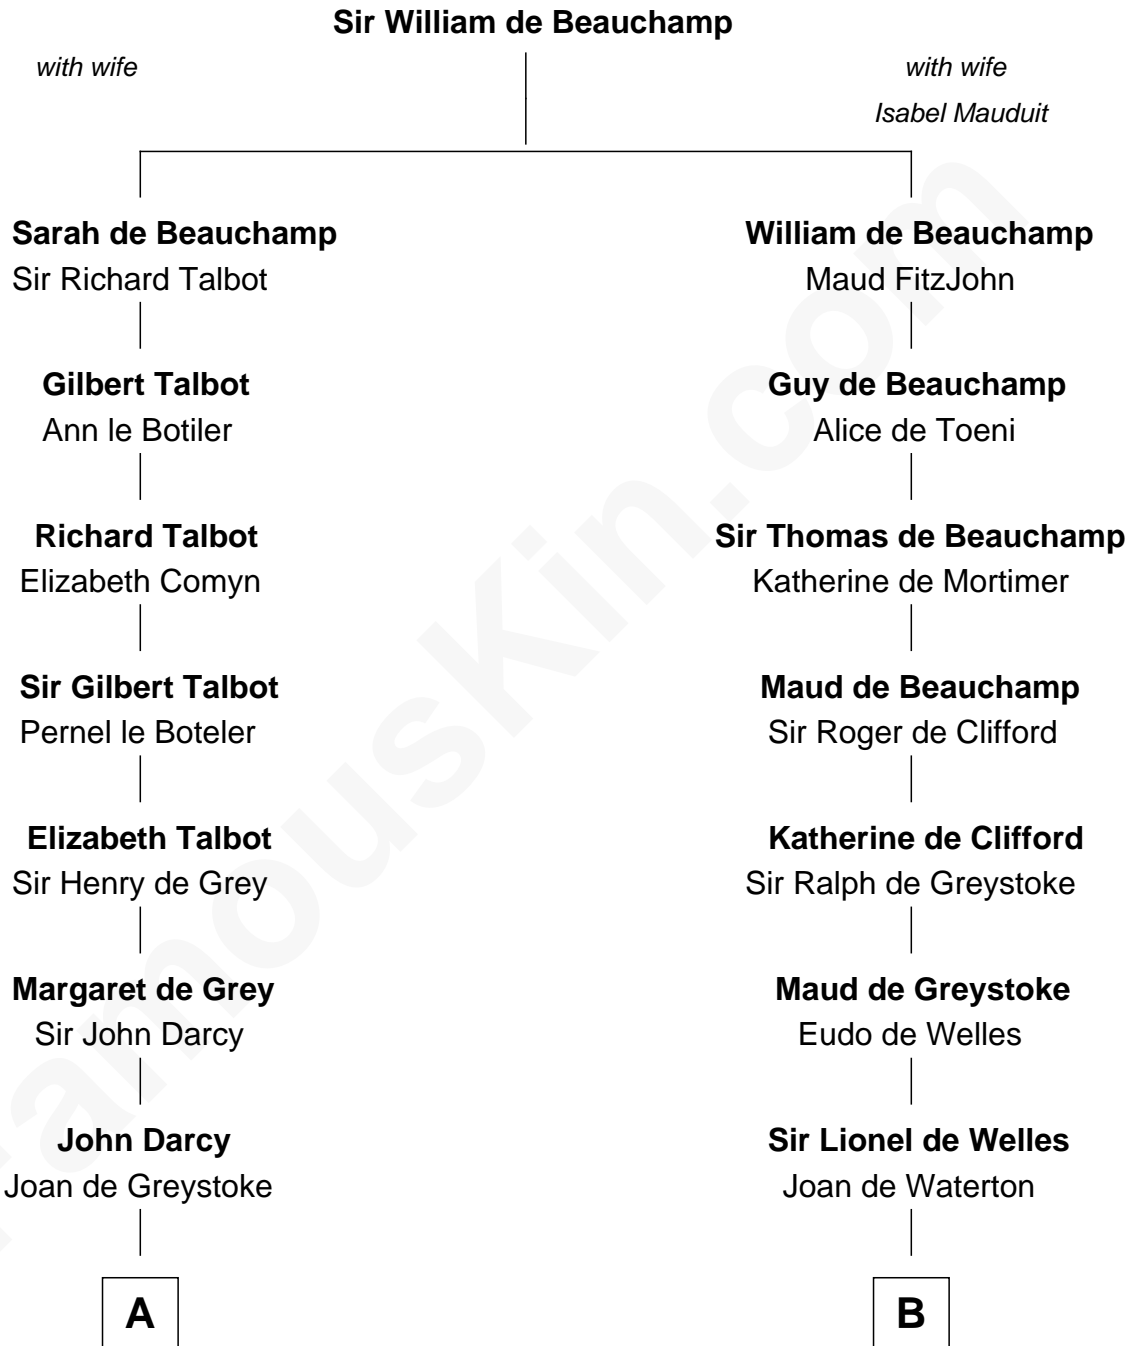 Sir William de Beauchamp
with wife
with wife
Isabel Mauduit
Sarah de Beauchamp
Sir Richard Talbot
William de Beauchamp
Maud FitzJohn
Gilbert Talbot
Ann le Botiler
Guy de Beauchamp
Alice de Toeni
Richard Talbot
Elizabeth Comyn
Sir Thomas de Beauchamp
Katherine de Mortimer
Sir Gilbert Talbot
Pernel le Boteler
Maud de Beauchamp
Sir Roger de Clifford
Elizabeth Talbot
Sir Henry de Grey
Katherine de Clifford
Sir Ralph de Greystoke
Margaret de Grey
Sir John Darcy
Maud de Greystoke
Eudo de Welles
John Darcy
Joan de Greystoke
Sir Lionel de Welles
Joan de Waterton
A
B
FamousKin.com